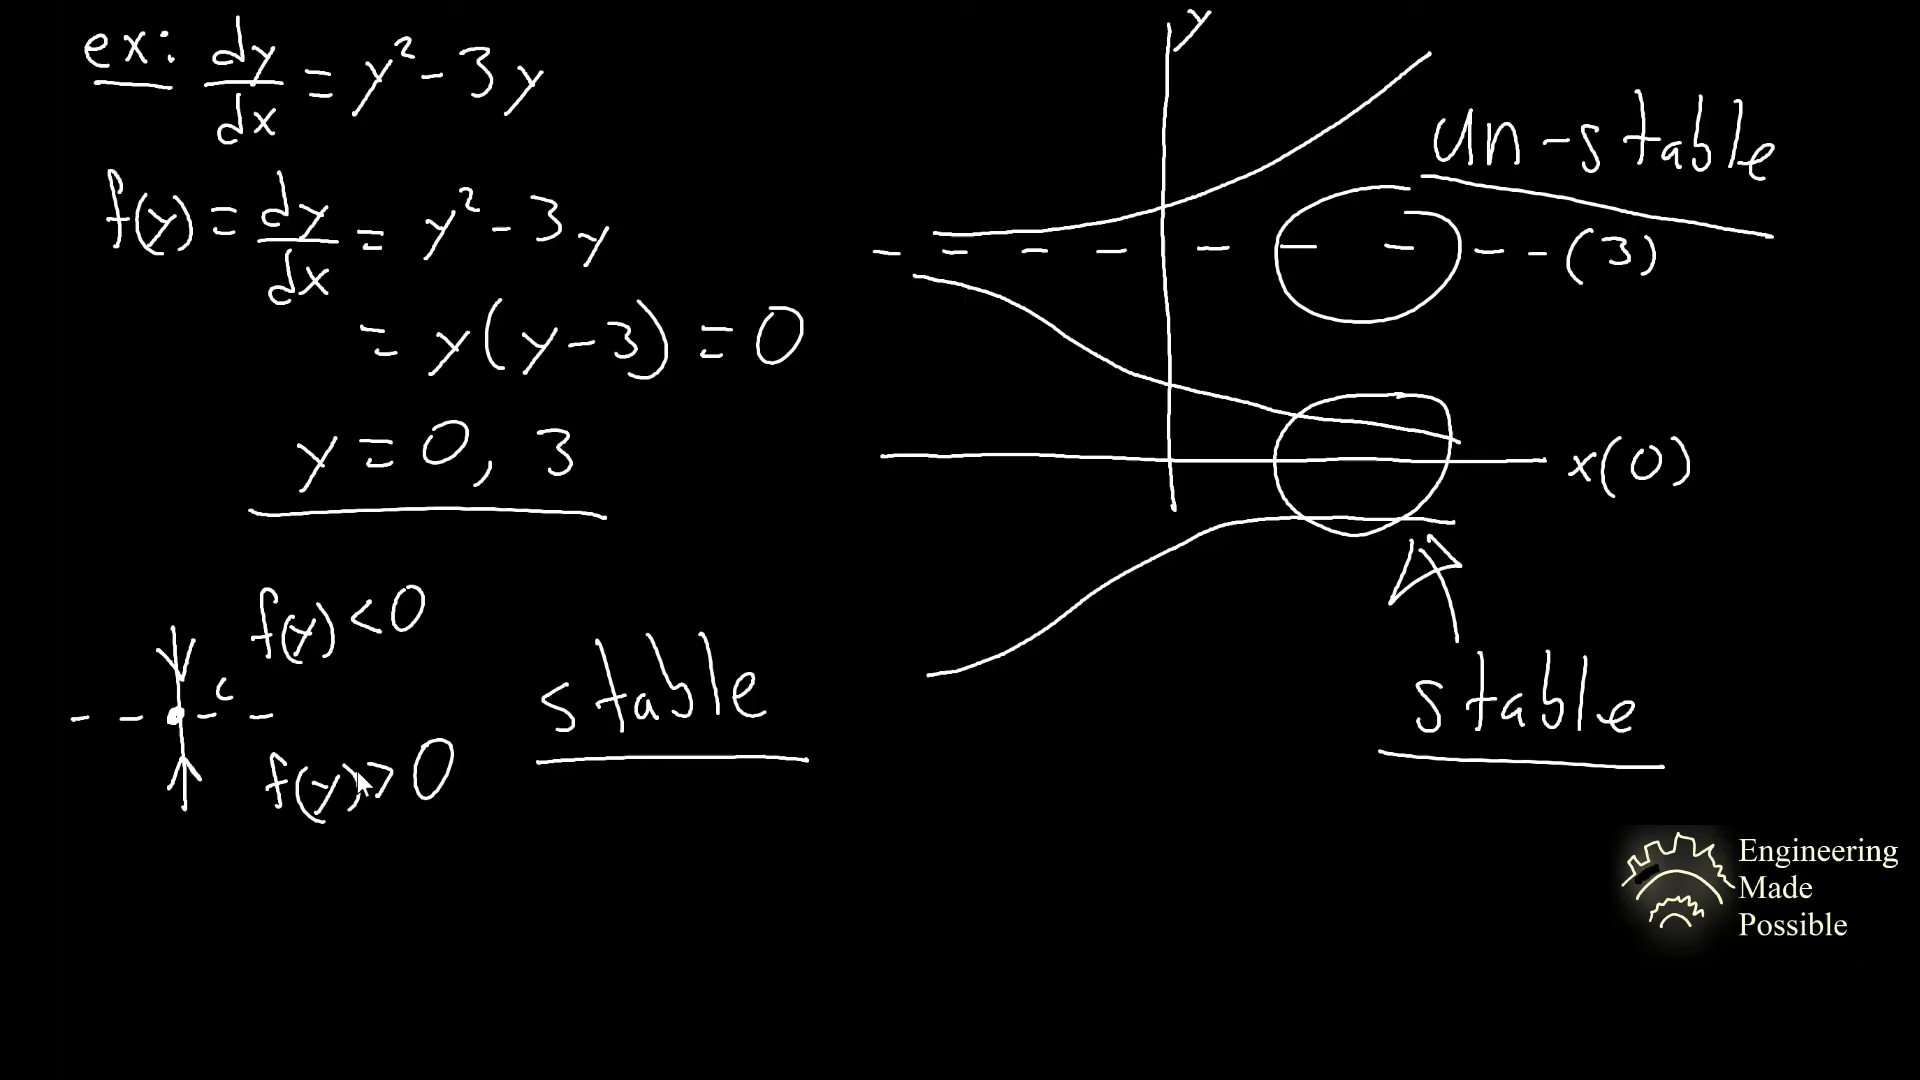 ex: dy/dx = y² - 3y
f(y) = dy/dx = y² - 3y
= y(y-3) = 0
y = 0, 3
f(y) < 0
c
f(y) > 0
stable
y
un-stable
(3)
x(0)
stable
Engineering
Made
Possible